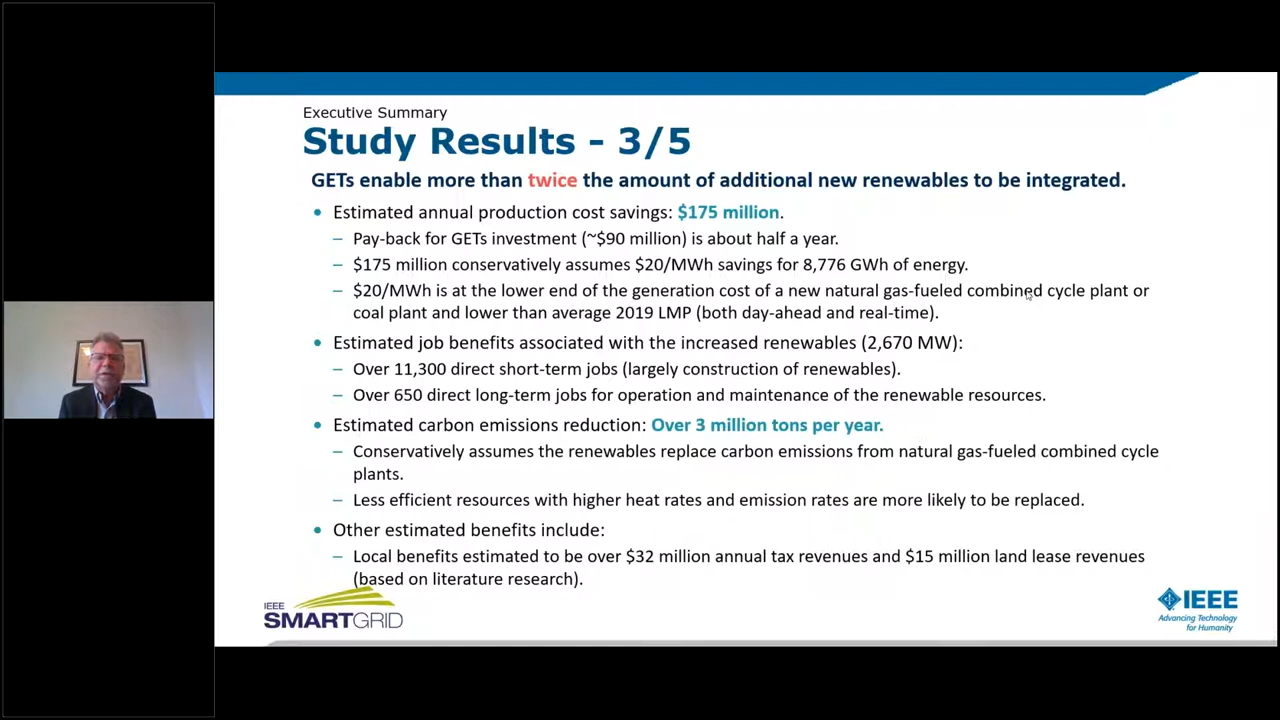 Executive Summary
Study Results - 3/5
GETs enable more than twice the amount of additional new renewables to be integrated.
• Estimated annual production cost savings: $175 million.
– Pay-back for GETs investment (~$90 million) is about half a year.
– $175 million conservatively assumes $20/MWh savings for 8,776 GWh of energy.
– $20/MWh is at the lower end of the generation cost of a new natural gas-fueled combined cycle plant or
coal plant and lower than average 2019 LMP (both day-ahead and real-time).
• Estimated job benefits associated with the increased renewables (2,670 MW):
– Over 11,300 direct short-term jobs (largely construction of renewables).
– Over 650 direct long-term jobs for operation and maintenance of the renewable resources.
• Estimated carbon emissions reduction: Over 3 million tons per year.
– Conservatively assumes the renewables replace carbon emissions from natural gas-fueled combined cycle
plants.
– Less efficient resources with higher heat rates and emission rates are more likely to be replaced.
• Other estimated benefits include:
– Local benefits estimated to be over $32 million annual tax revenues and $15 million land lease revenues
(based on literature research).
IEEE
SMARTGRID
IEEE
Advancing Technology
for Humanity